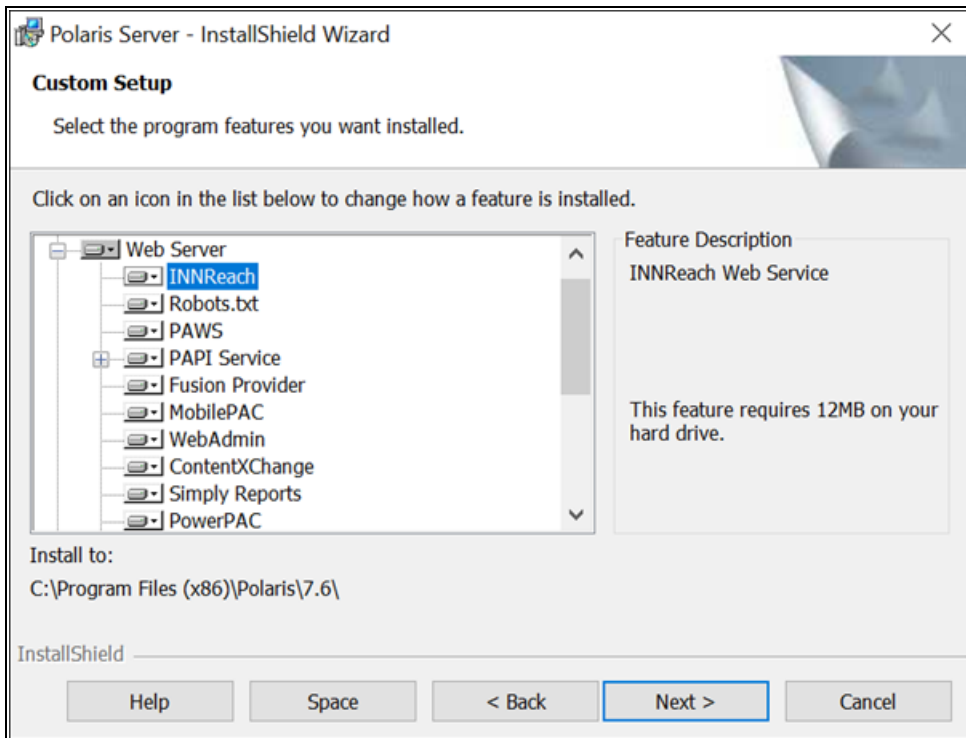 Polaris Server - InstallShield Wizard
Custom Setup
Select the program features you want installed.
Click on an icon in the list below to change how a feature is installed.
Web Server
INNReach
Robots.txt
PAWS
PAPI Service
Fusion Provider
MobilePAC
WebAdmin
ContentXChange
Simply Reports
PowerPAC
Feature Description
INNReach Web Service
This feature requires 12MB on your
hard drive.
Install to:
C:\Program Files (x86)\Polaris\7.6\
InstallShield
Help
Space
< Back
Next >
Cancel